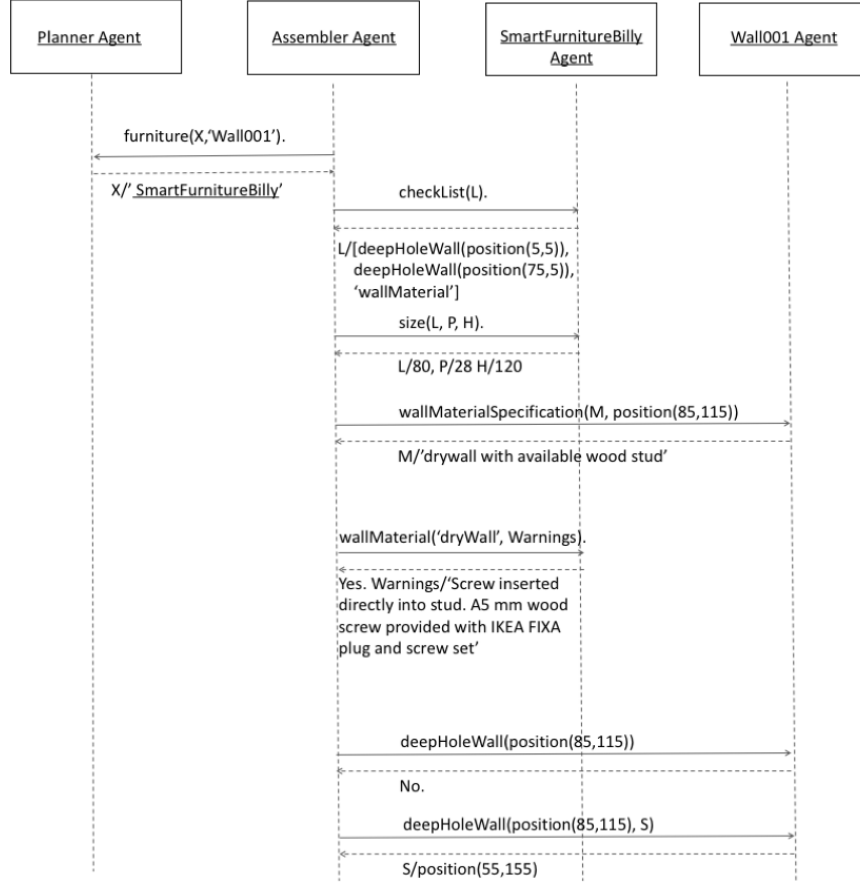 Planner Agent
Assembler Agent
SmartFurnitureBilly
Agent
Wall001 Agent
furniture(X,‘Wall001’).
X/’ SmartFurnitureBilly’
checkList(L).
L/[deepHoleWall(position(5,5)),
deepHoleWall(position(75,5)),
‘wallMaterial’]
size(L, P, H).
L/80, P/28 H/120
wallMaterialSpecification(M, position(85,115))
M/’drywall with available wood stud’
wallMaterial(‘dryWall’, Warnings).
Yes. Warnings/‘Screw inserted
directly into stud. A5 mm wood
screw provided with IKEA FIXA
plug and screw set’
deepHoleWall(position(85,115))
No.
deepHoleWall(position(85,115), S)
S/position(55,155)